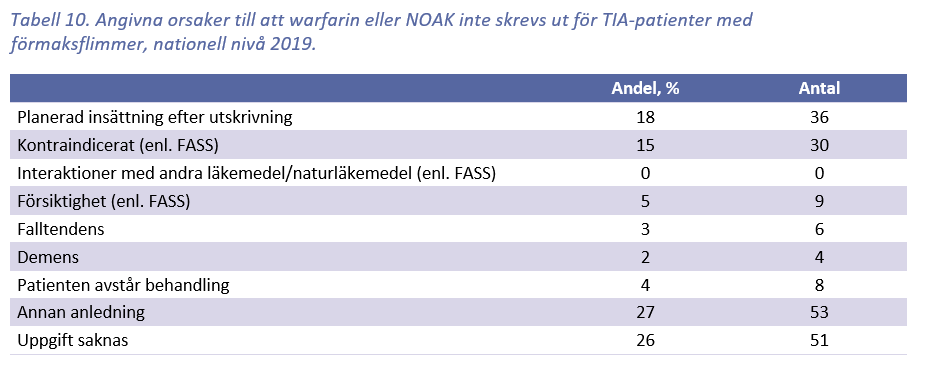 Tabell 10. Angivna orsaker till att warfarin eller NOAK inte skrevs ut för TIA-patienter med
förmaksflimmer, nationell nivå 2019.
Andel, % Antal
Planerad insättning efter utskrivning 18 36
Kontraindicerat (enl. FASS) 15 30
Interaktioner med andra läkemedel/naturläkemedel (enl. FASS) 0 0
Försiktighet (enl. FASS) 5 9
Falltendens 3 6
Demens 2 4
Patienten avstår behandling 4 8
Annan anledning 27 53
Uppgift saknas 26 51